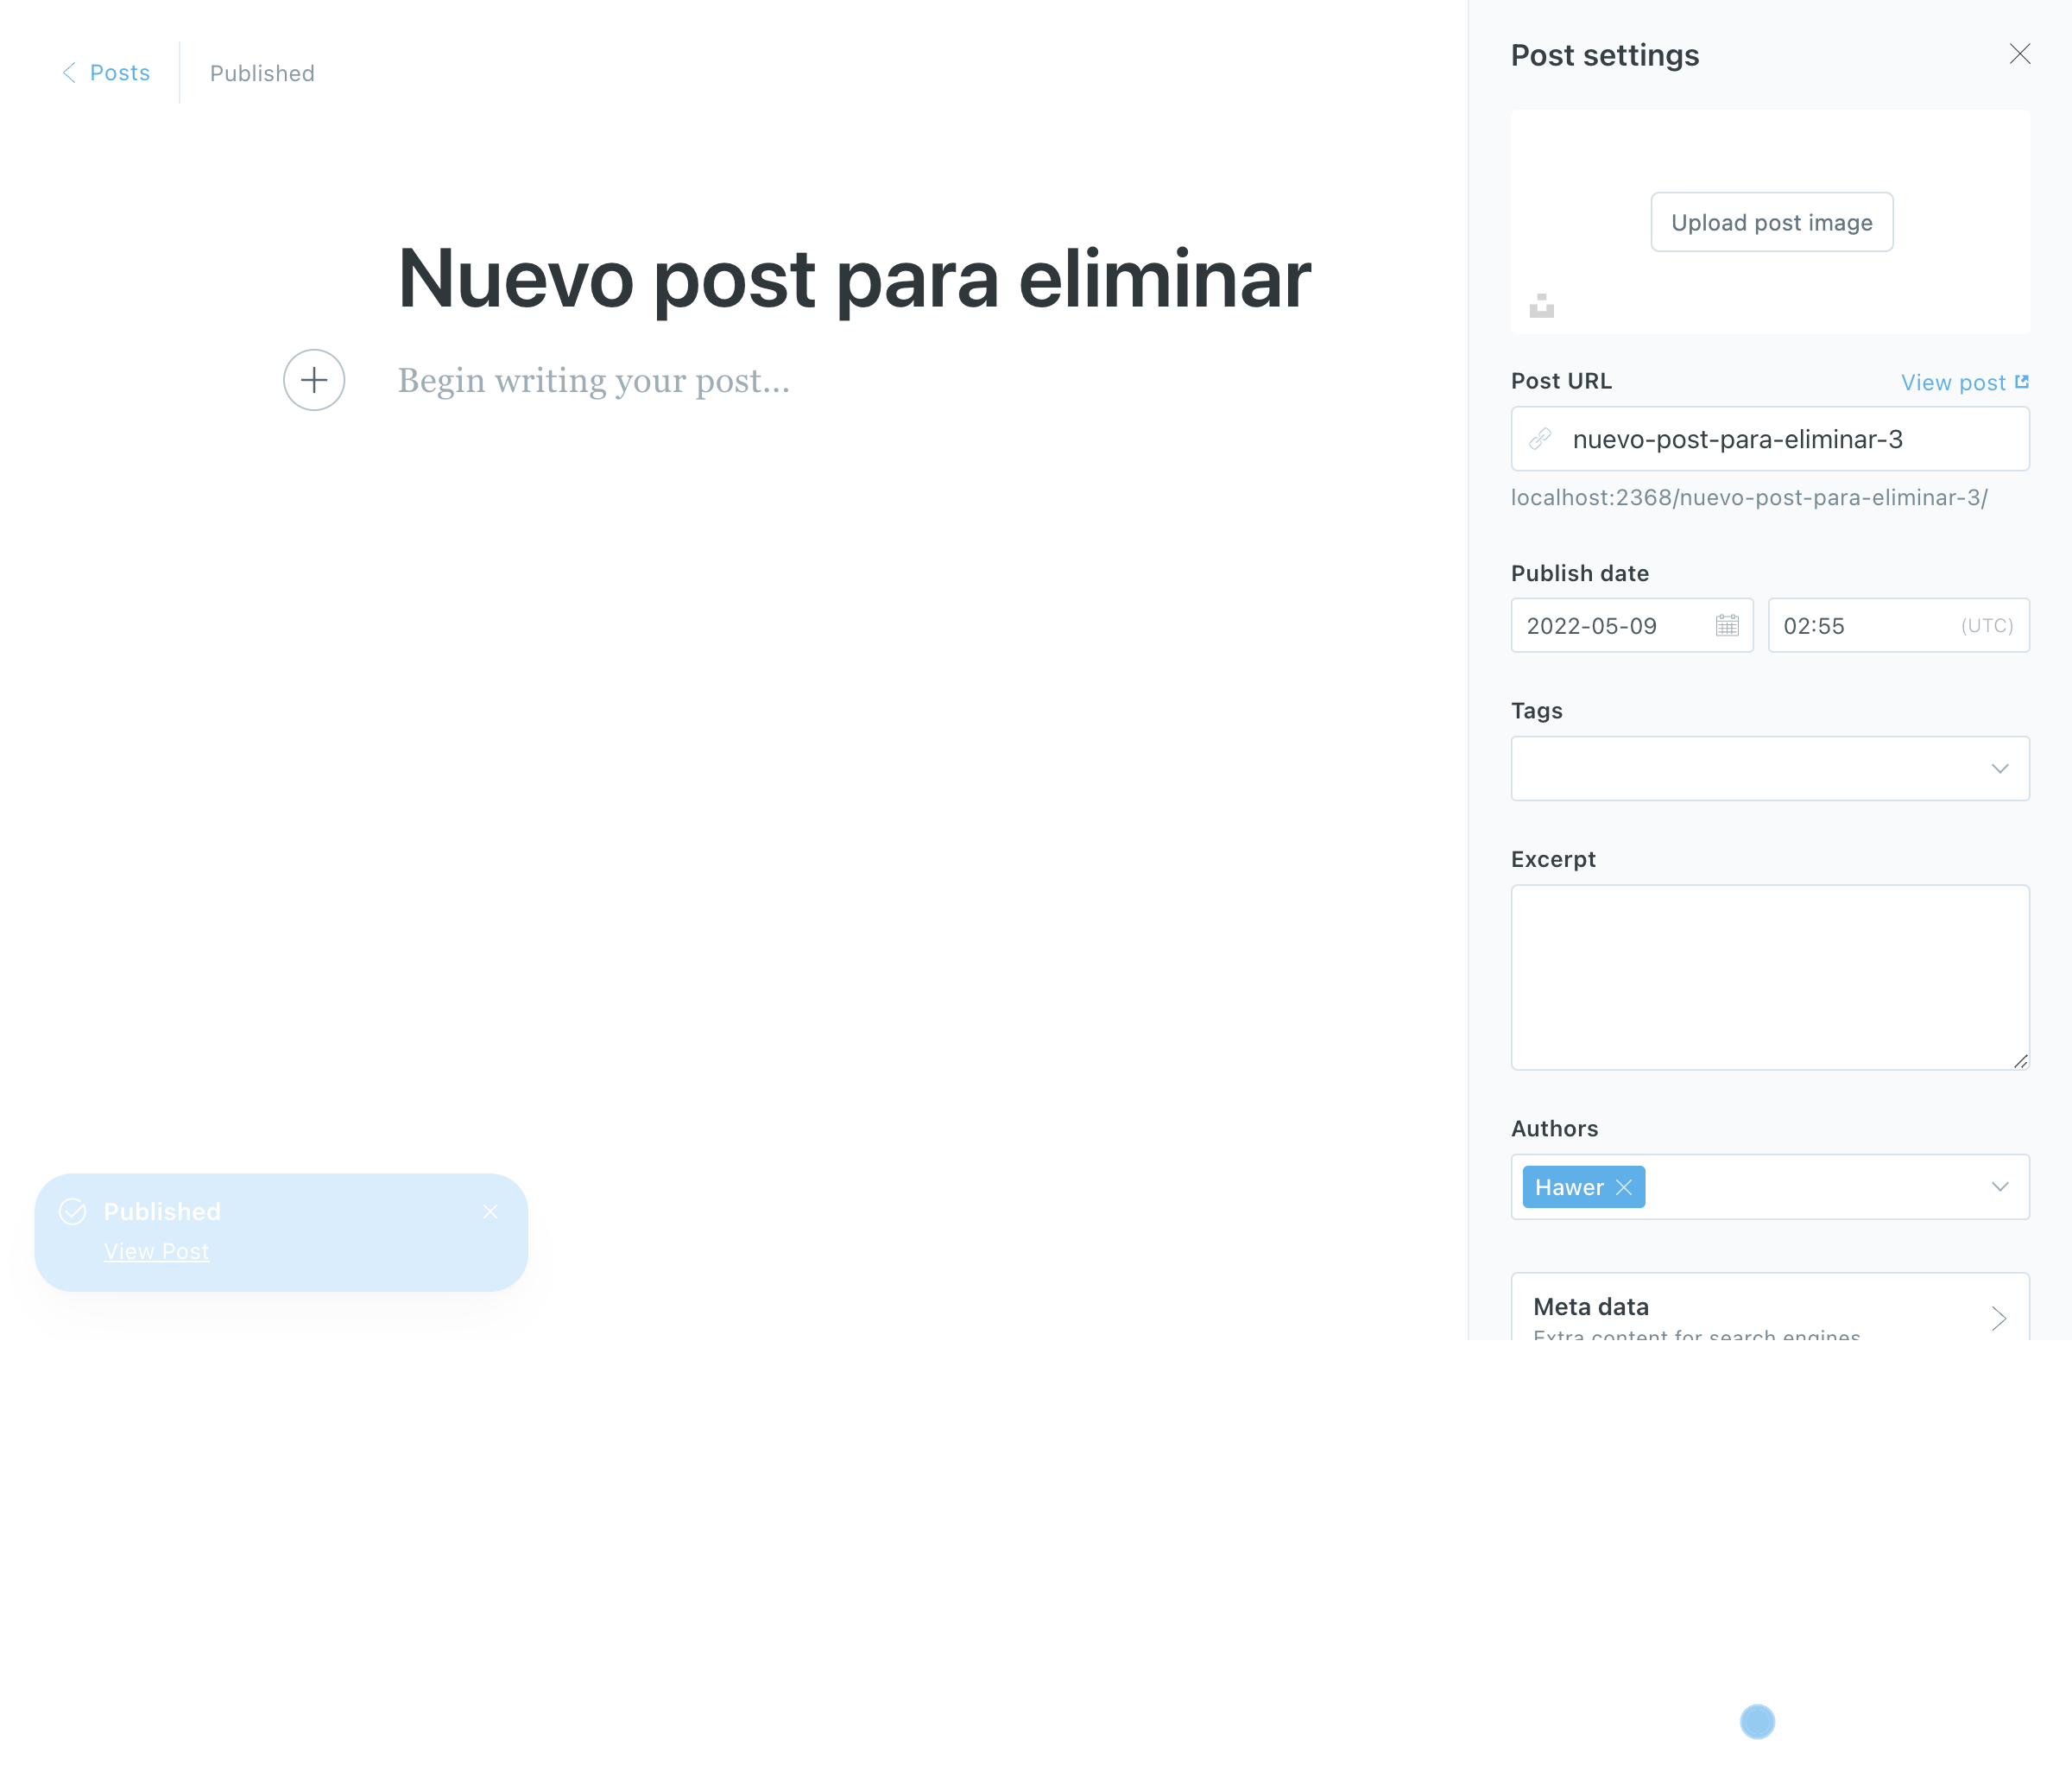 Posts
Published
Nuevo post para eliminar
Begin writing your post...
Published
View Post
Post settings
Upload post image
Post URL
View post
nuevo-post-para-eliminar-3
localhost:2368/nuevo-post-para-eliminar-3/
Publish date
2022-05-09
02:55
(UTC)
Tags
Excerpt
Authors
Hawer
Meta data
Extra content for search engines